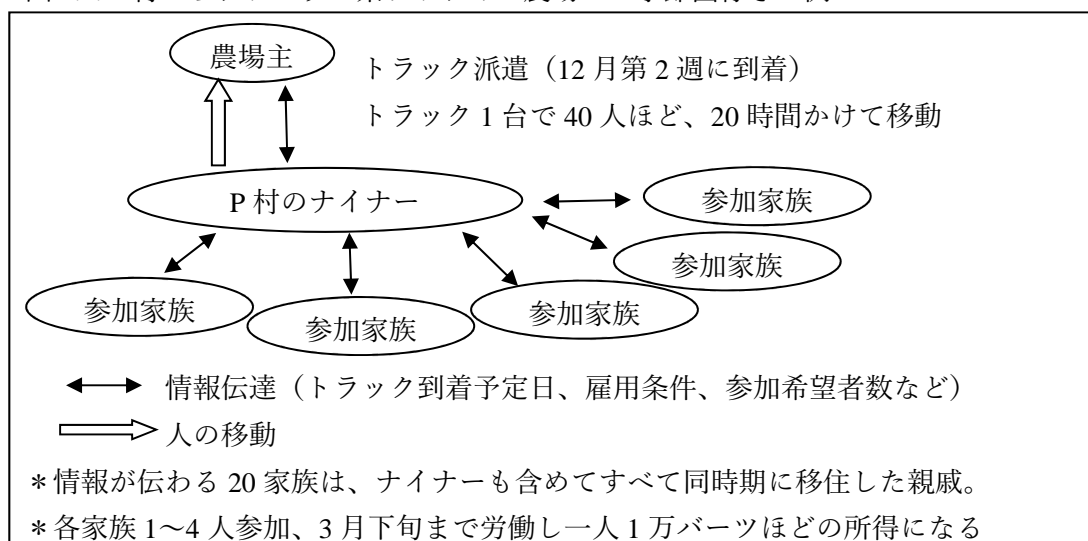 農場主
トラック派遣（12 月第 2 週に到着）
トラック 1 台で 40 人ほど、20 時間かけて移動
P 村のナイナー
参加家族
参加家族
参加家族
参加家族
参加家族
情報伝達（トラック到着予定日、雇用条件、参加希望者数など）
人の移動
＊情報が伝わる 20 家族は、ナイナーも含めてすべて同時期に移住した親戚。
＊各家族 1～4 人参加、3 月下旬まで労働し一人 1 万バーツほどの所得になる